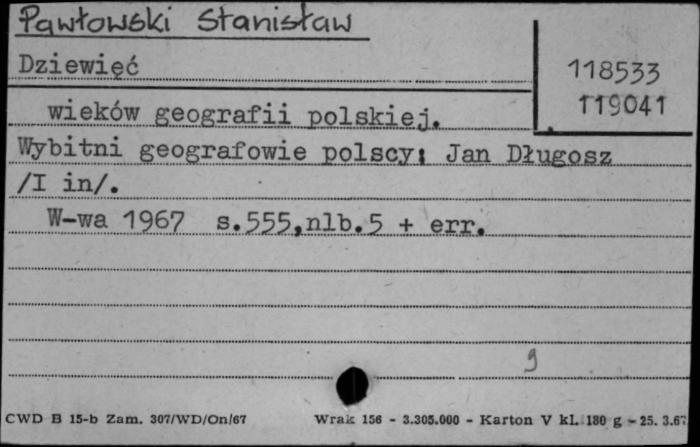 Pawłowski Stanisław
Dziewięć
118533
119041
wieków geografii polskiej.
Wybitni geografowie polscy: Jan Długosz
/I in/.
W-wa 1967 s.555,nlb.5 + err.
9
CWD B 15-b Zam. 307/WD/On/67 Wrak 156 - 3.305.000 - Karton V kl. 180 g - 25. 3.67